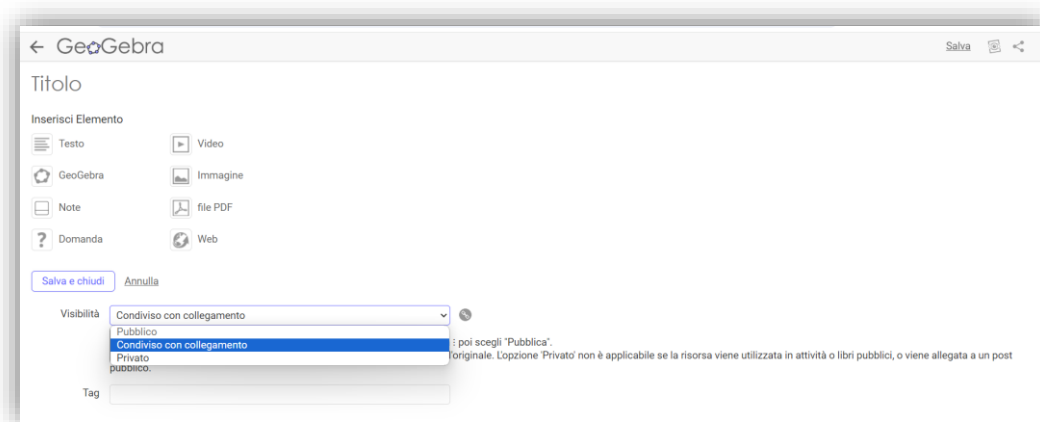 GeoGebra
Salva
Titolo
Inserisci Elemento
Testo
Video
GeoGebra
Immagine
Note
file PDF
? Domanda
Web
Salva e chiudi
Annulla
Visibilità
Condiviso con collegamento
Pubblico
Condiviso con collegamento
Privato
poi scegli "Pubblica".
l'originale. L'opzione 'Privato' non è applicabile se la risorsa viene utilizzata in attività o libri pubblici, o viene allegata a un post
pubblico.
Tag